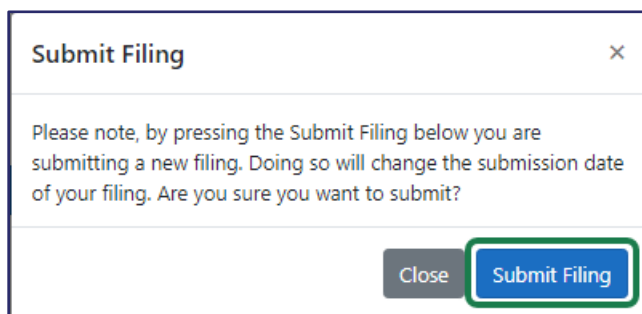 Submit Filing ×
Please note, by pressing the Submit Filing below you are
submitting a new filing. Doing so will change the submission date
of your filing. Are you sure you want to submit?
Close Submit Filing